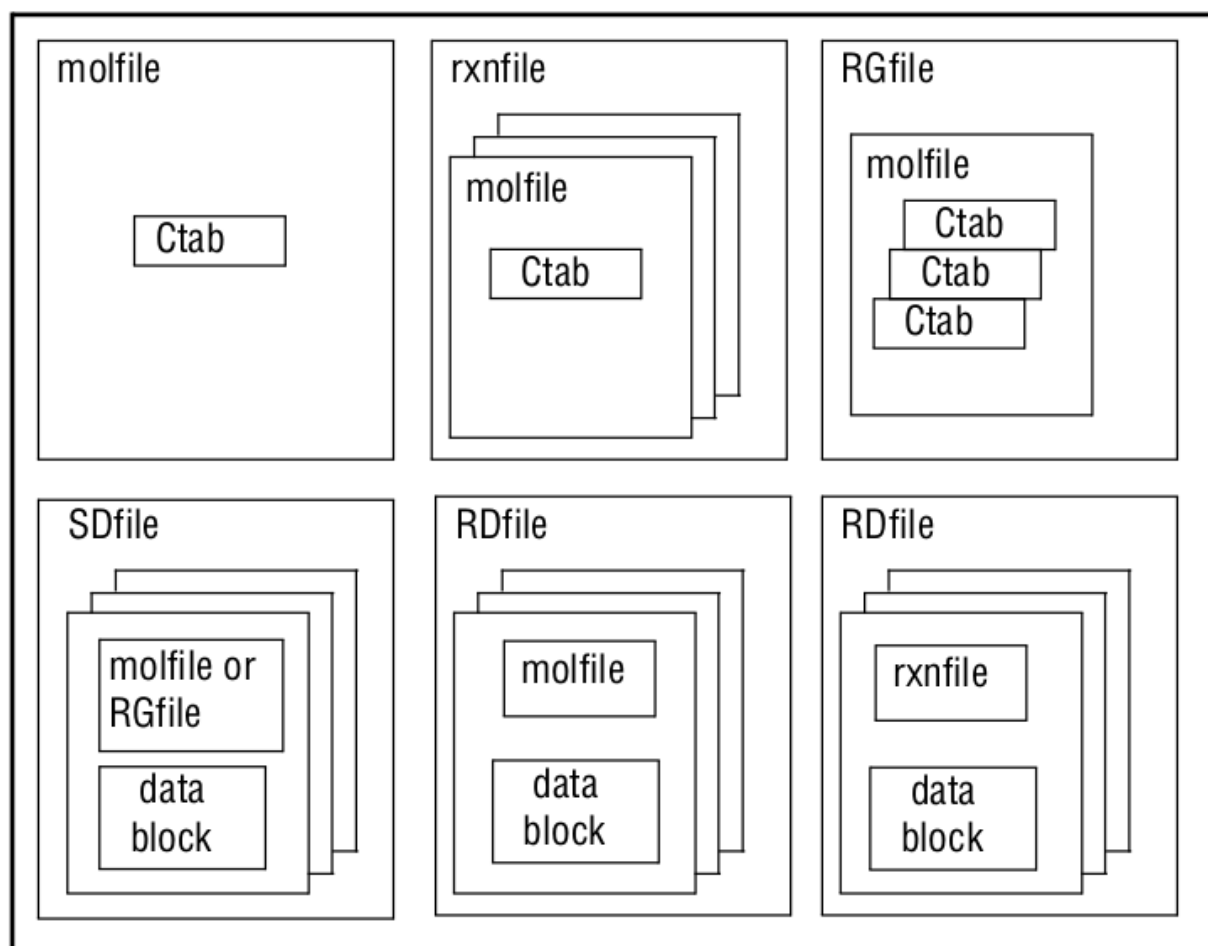 molfile
Ctab
rxnfile
molfile
Ctab
RGfile
molfile
Ctab
Ctab
Ctab
SDfile
molfile or
RGfile
data
block
RDfile
molfile
data
block
RDfile
rxnfile
data
block